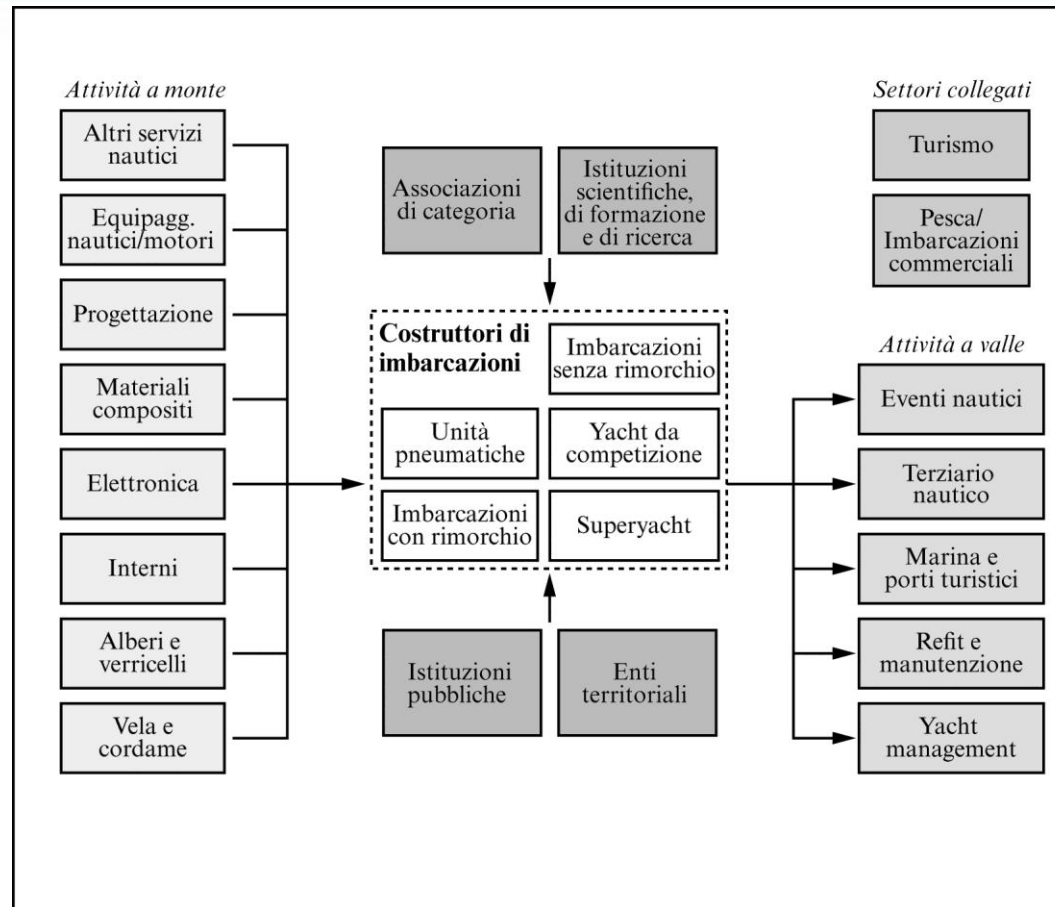 Attività a monte
Altri servizi
nautici
Equipagg.
nautici/motori
Progettazione
Materiali
compositi
Elettronica
Interni
Alberi e
verricelli
Vela e
cordame
Associazioni
di categoria
Istituzioni
scientifiche,
di formazione
e di ricerca
Costruttori di
imbarcazioni
Imbarcazioni
senza rimorchio
Unità
pneumatiche
Yacht da
competizione
Imbarcazioni
con rimorchio
Superyacht
Istituzioni
pubbliche
Enti
territoriali
Settori collegati
Turismo
Pesca/
Imbarcazioni
commerciali
Attività a valle
Eventi nautici
Terziario
nautico
Marina e
porti turistici
Refit e
manutenzione
Yacht
management